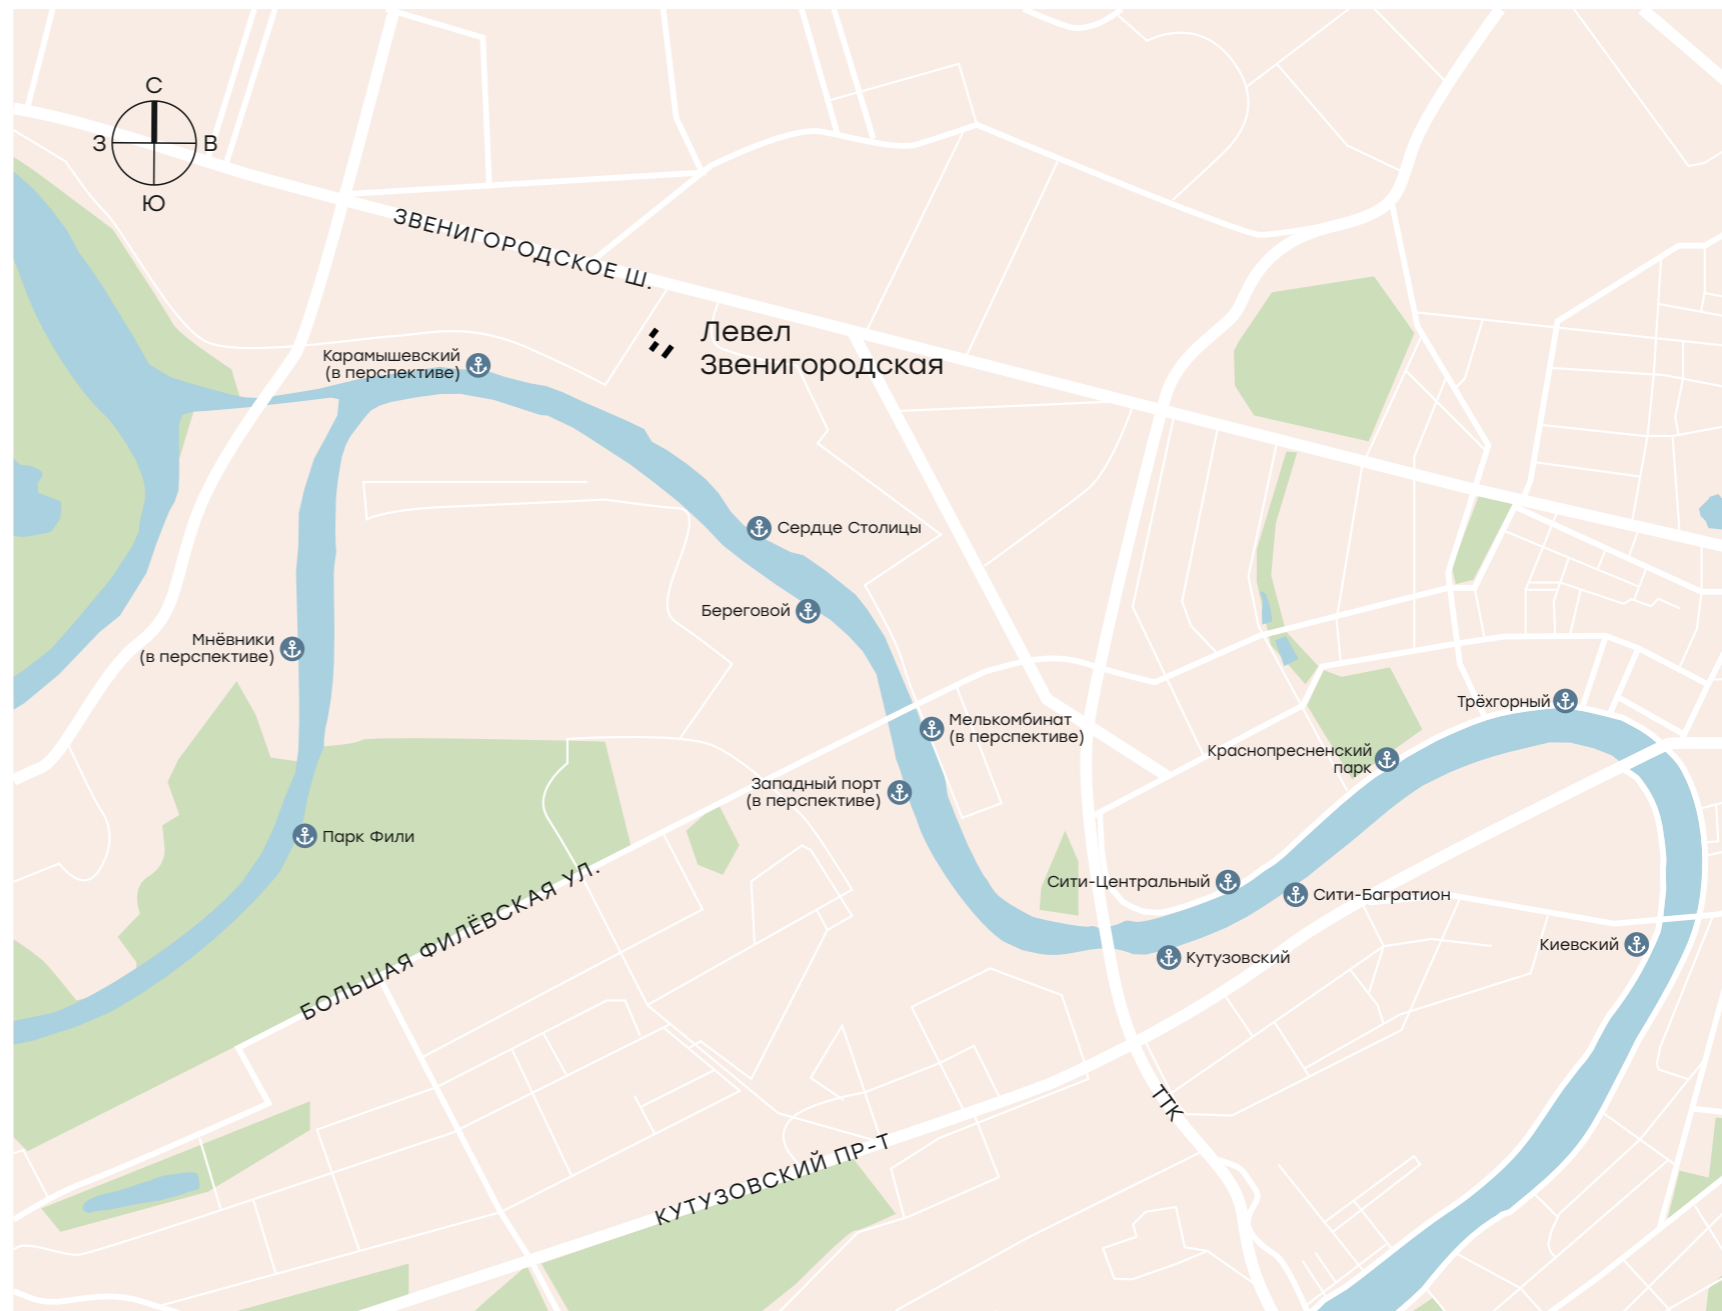 С
З
В
Ю
ЗВЕНИГОРОДСКОЕ Ш.
Левел
Звенигородская
Карамышевский
(в перспективе)
Сердце Столицы
Береговой
Мнёвники
(в перспективе)
Трёхгорный
Мелькомбинат
(в перспективе)
Краснопресненский
парк
Западный порт
(в перспективе)
Парк Фили
Сити-Центральный
Сити-Багратион
БОЛЬШАЯ ФИЛЁВСКАЯ УЛ.
Киевский
Кутузовский
ТТК
КУТУЗОВСКИЙ ПР-Т